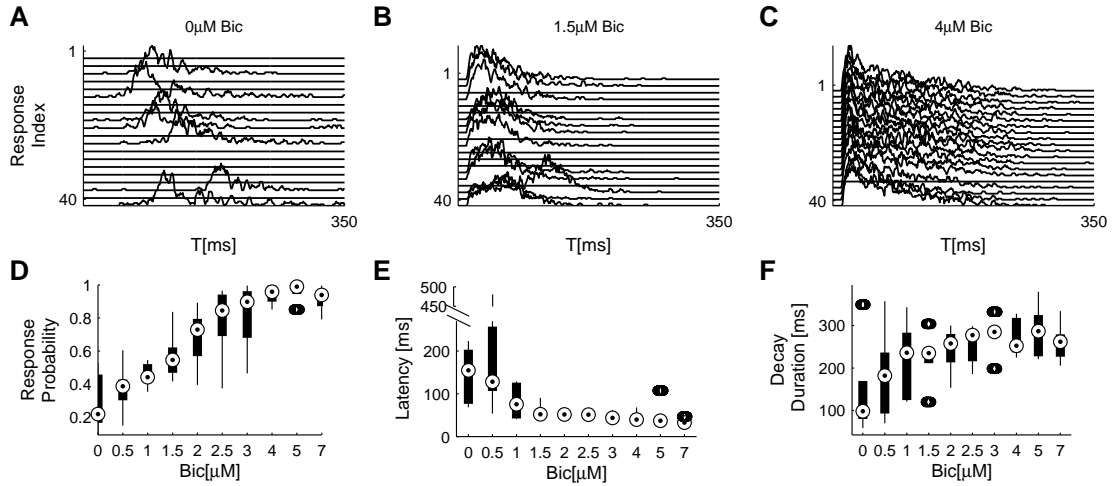 A
0μM Bic
B
1.5μM Bic
C
4μM Bic
1
40
Response
Index
350
T[ms]
1
40
350
T[ms]
1
40
350
T[ms]
D
1
0.8
0.6
0.4
0.2
Response
Probability
0 0.5 1 1.5 2 2.5 3 4 5 7
Bic[μM]
E
500
450
200
100
0
Latency [ms]
0 0.5 1 1.5 2 2.5 3 4 5 7
Bic[μM]
F
300
200
100
Decay
Duration [ms]
0 0.5 1 1.5 2 2.5 3 4 5 7
Bic[μM]